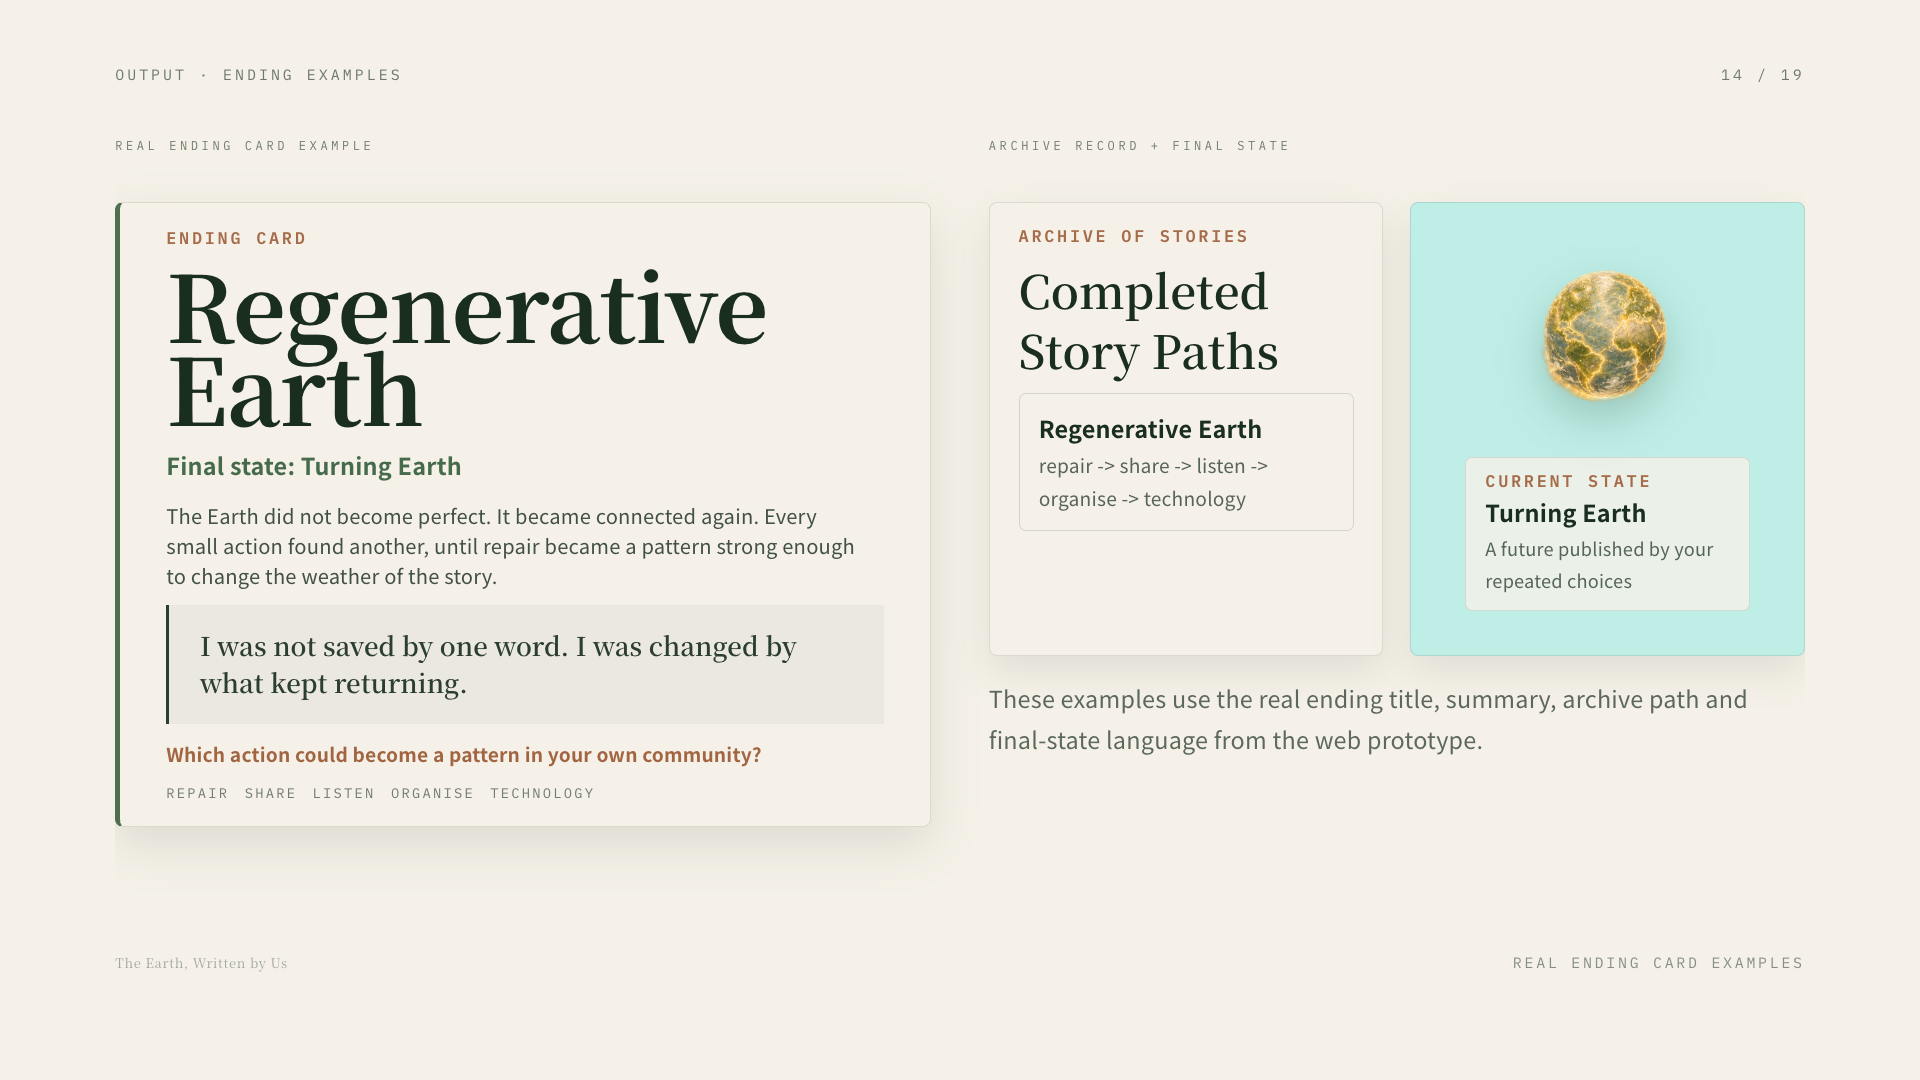 OUTPUT · ENDING EXAMPLES
14 / 19
REAL ENDING CARD EXAMPLE
ENDING CARD
Regenerative
Earth
Final state: Turning Earth
The Earth did not become perfect. It became connected again. Every
small action found another, until repair became a pattern strong enough
to change the weather of the story.
I was not saved by one word. I was changed by
what kept returning.
Which action could become a pattern in your own community?
REPAIR SHARE LISTEN ORGANISE TECHNOLOGY
ARCHIVE RECORD + FINAL STATE
ARCHIVE OF STORIES
Completed
Story Paths
Regenerative Earth
repair -> share -> listen ->
organise -> technology
CURRENT STATE
Turning Earth
A future published by your
repeated choices
These examples use the real ending title, summary, archive path and
final-state language from the web prototype.
The Earth, Written by Us
REAL ENDING CARD EXAMPLES